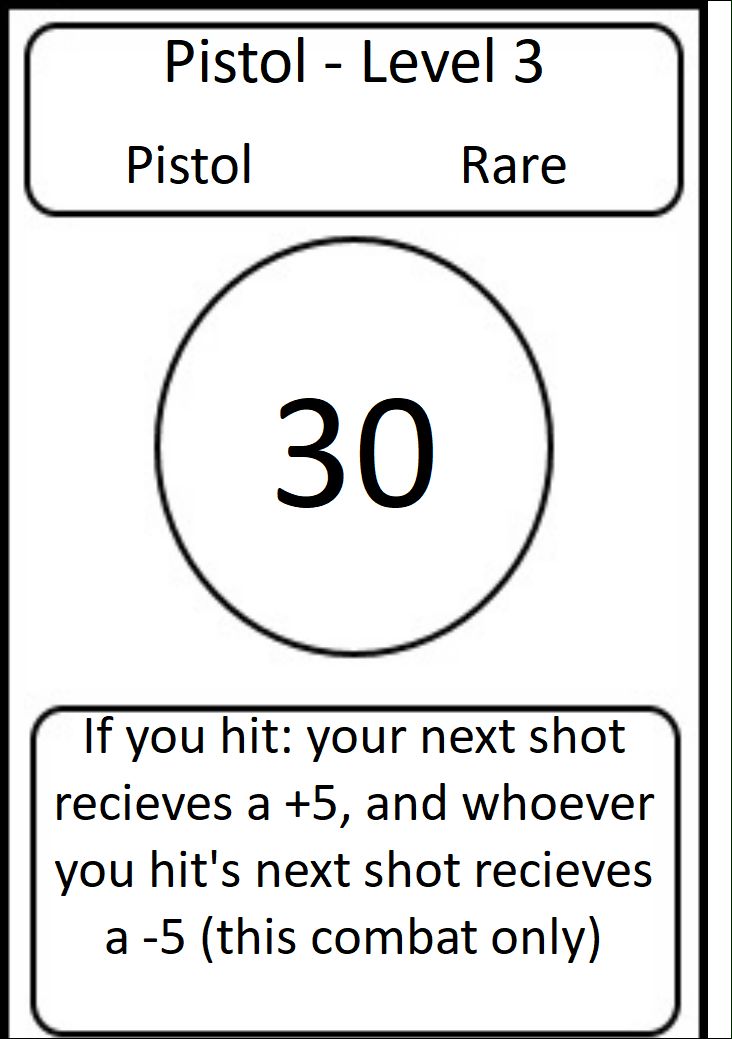 Pistol - Level 3
Pistol Rare
30
If you hit: your next shot
recieves a +5, and whoever
you hit's next shot recieves
a -5 (this combat only)